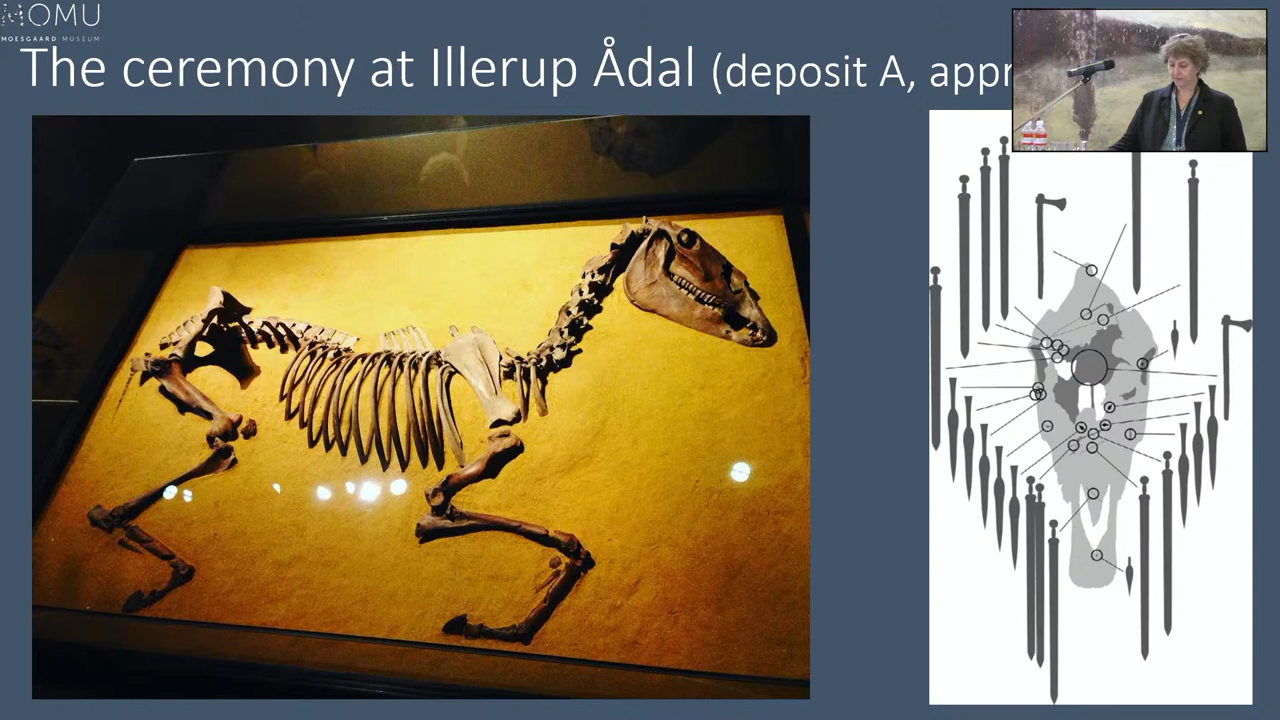 MOMU
MOESGAARD MUSEUM
The ceremony at Illerup Ådal (deposit A, appr